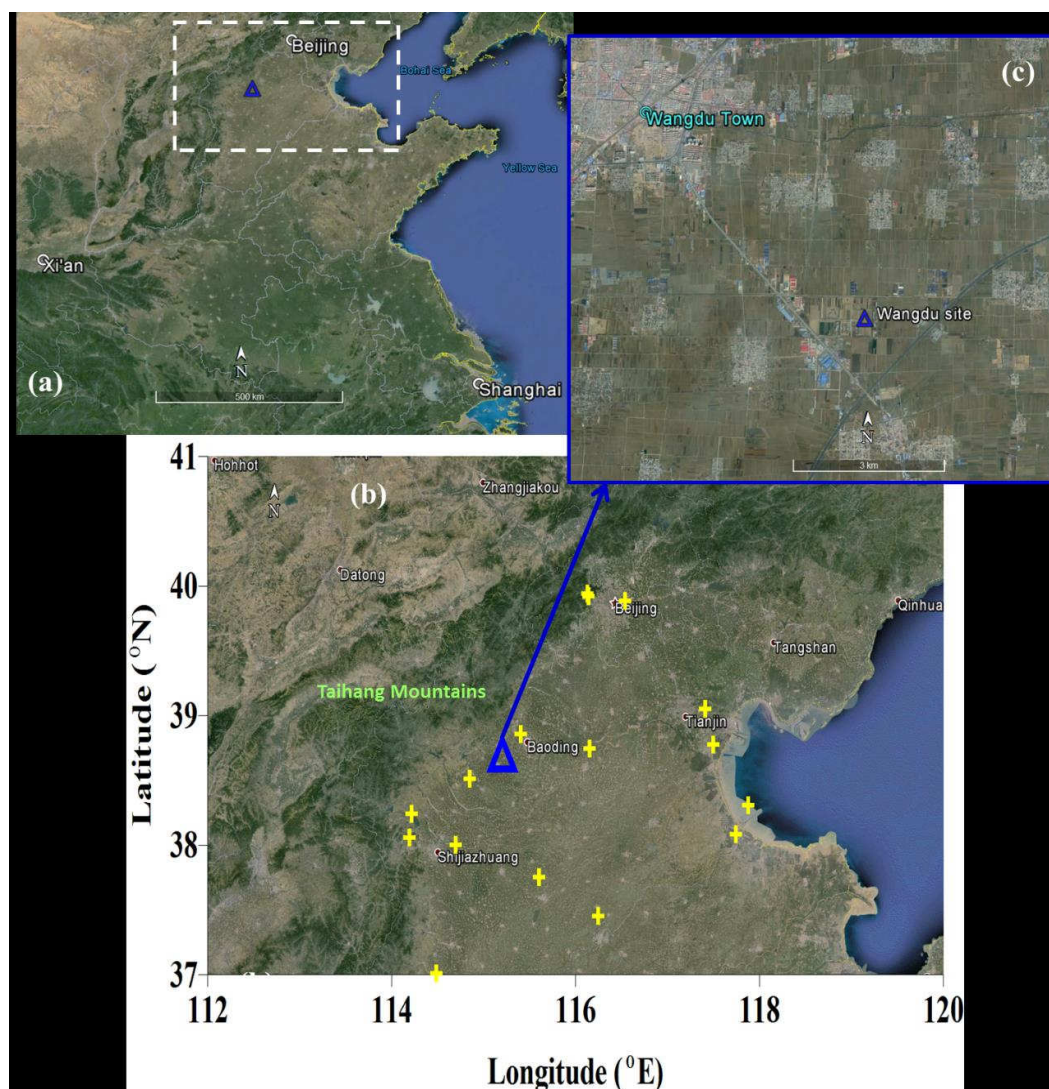 Beijing
Bohai Sea
Yellow Sea
Xi'an
N
(a)
500 km
Shanghai
(c)
Wangdu Town
Wangdu site
N
3 km
41
40
39
38
37
Latitude (°N)
Hohhot
(b)
N
Zhangjiakou
Datong
Beijing
Qinhua
Tangshan
Taihang Mountains
Tianjin
Baoding
Shijiazhuang
112
114
116
118
120
Longitude (°E)